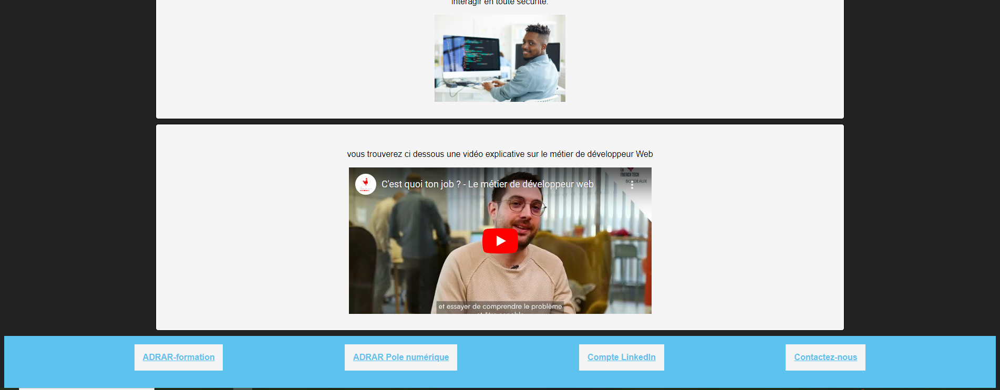 interagir en toute sécurité.
vous trouverez ci dessous une vidéo explicative sur le métier de développeur Web
C'est quoi ton job ? - Le métier de développeur web
FRENCH TECH
BORDEAUX
et essayer de comprendre le problème
ADRAR-formation
ADRAR Pole numérique
Compte LinkedIn
Contactez-nous